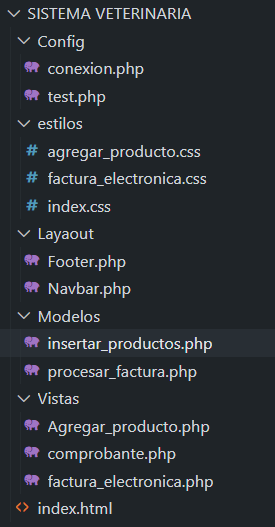 SISTEMA VETERINARIA
Config
conexion.php
test.php
estilos
agregar_producto.css
factura_electronica.css
index.css
Layaout
Footer.php
Navbar.php
Modelos
insertar_productos.php
procesar_factura.php
Vistas
Agregar_producto.php
comprobante.php
factura_electronica.php
index.html